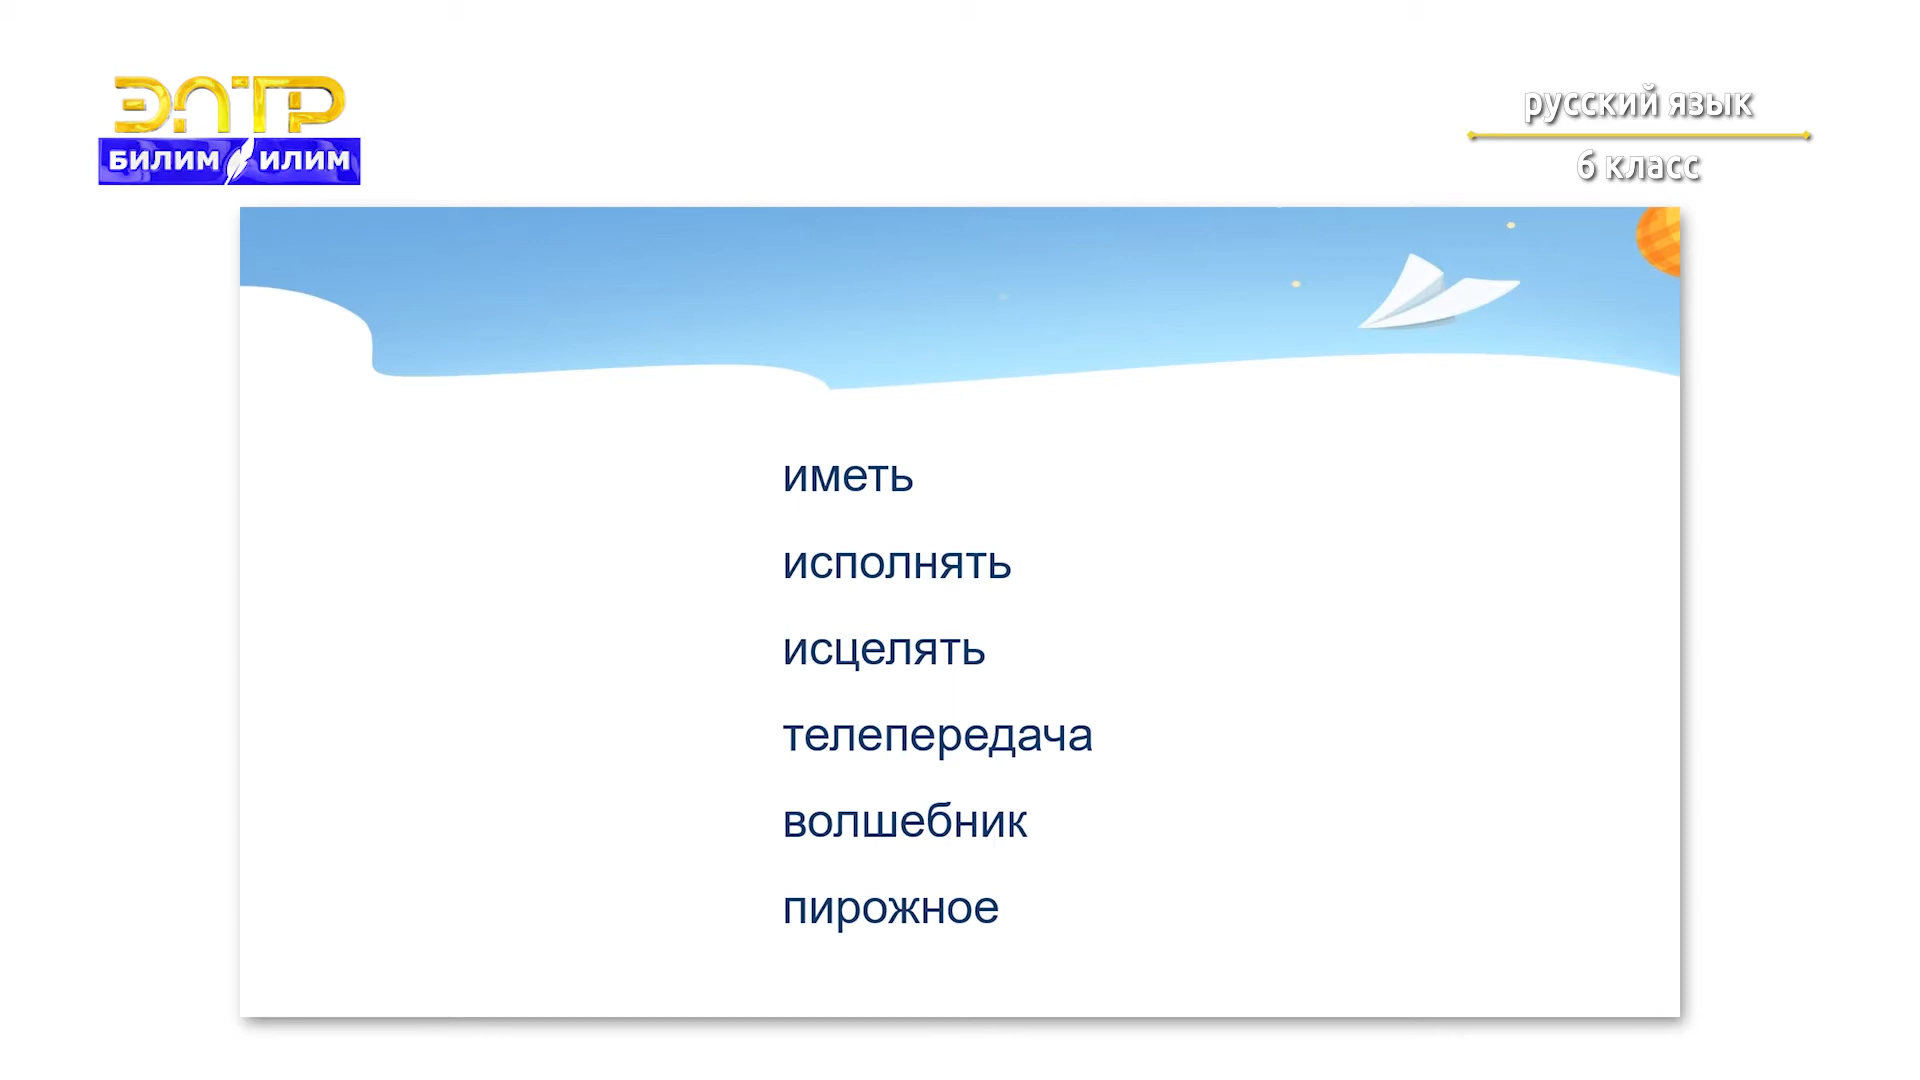 ЭЛТР
БИЛИМ ИЛИМ
русский язык
6 класс
иметь
исполнять
исцелять
телепередача
волшебник
пирожное